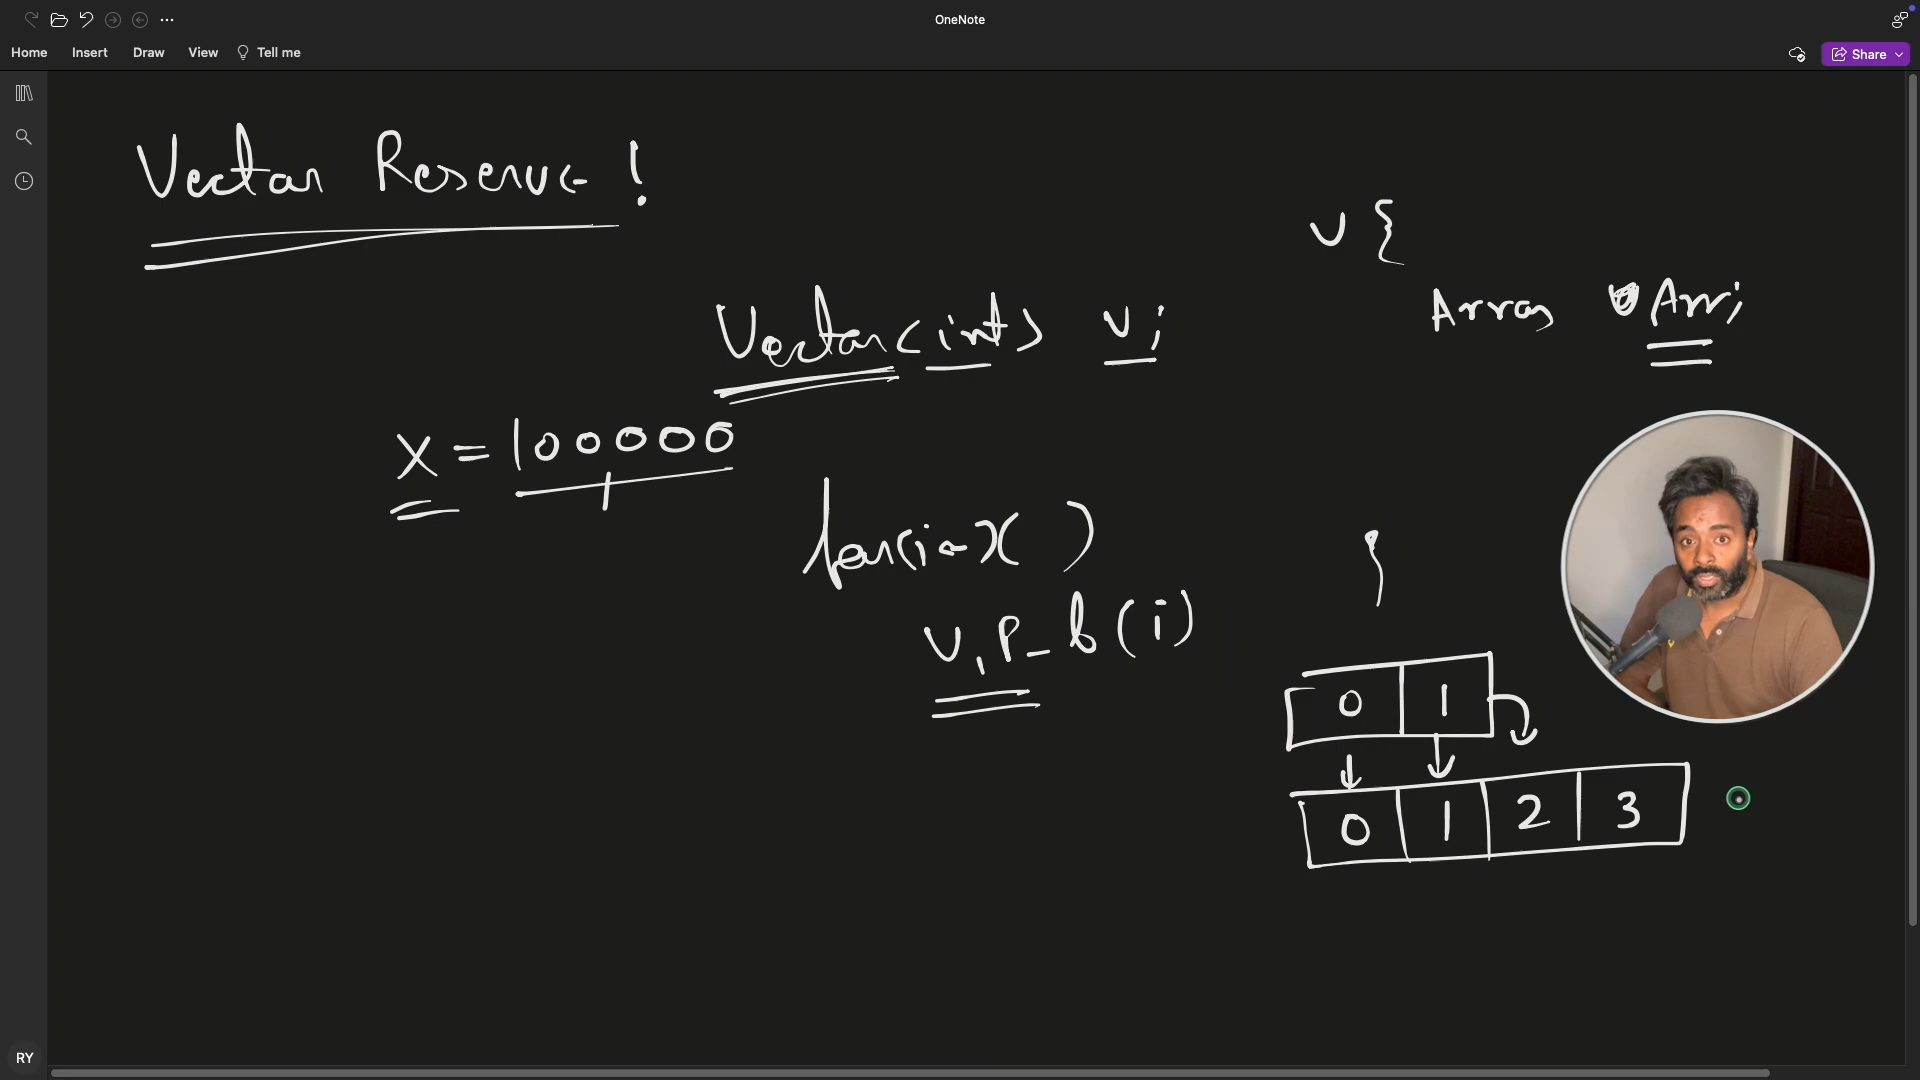 OneNote
Home Insert Draw View Tell me
Share
Vector Reserve!
v {
Array Arr;
Vector<int> v;
x = 100000
for(i->x )
v.p_b(i)
}
0 1
0 1 2 3
RY